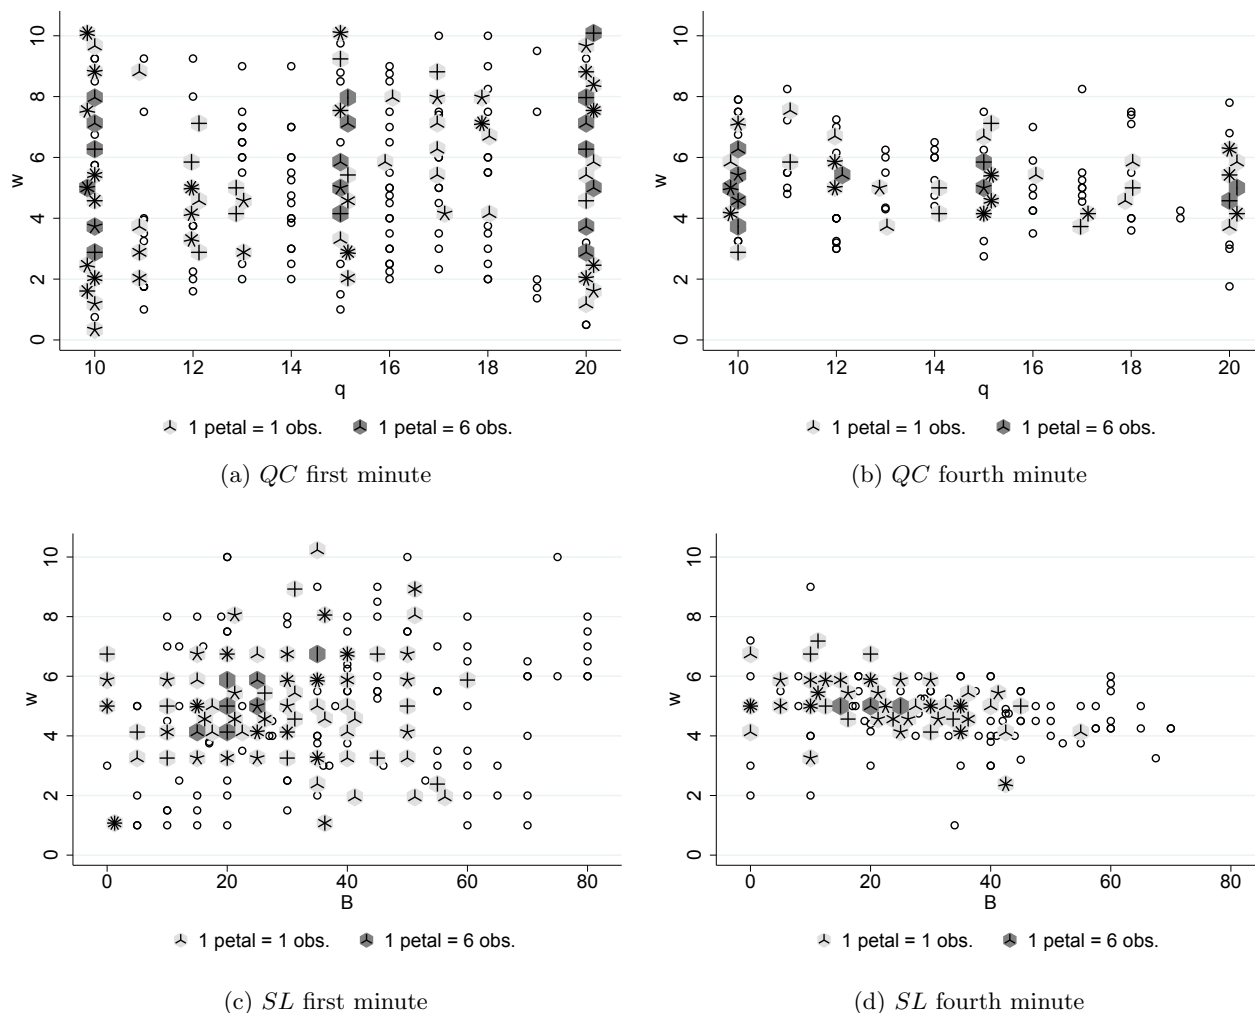 10
8
6
4
2
0
w
10 12 14 16 18 20
q
1 petal = 1 obs. 1 petal = 6 obs.
(a) QC first minute
10
8
6
4
2
0
w
10 12 14 16 18 20
q
1 petal = 1 obs. 1 petal = 6 obs.
(b) QC fourth minute
10
8
6
4
2
0
w
0 20 40 60 80
B
1 petal = 1 obs. 1 petal = 6 obs.
(c) SL first minute
10
8
6
4
2
0
w
0 20 40 60 80
B
1 petal = 1 obs. 1 petal = 6 obs.
(d) SL fourth minute